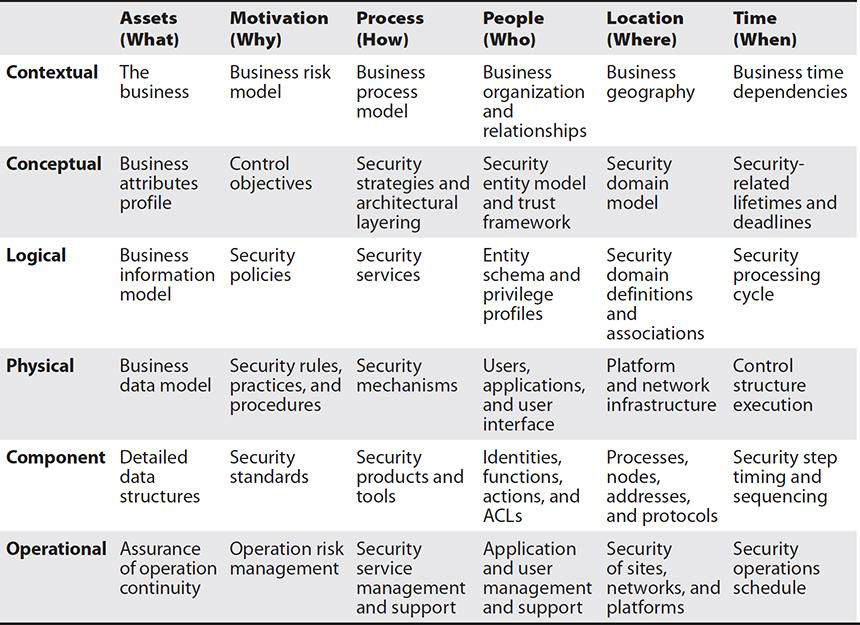 Assets
(What)
Motivation
(Why)
Process
(How)
People
(Who)
Location
(Where)
Time
(When)
Contextual
The
business
Business risk
model
Business
process
model
Business
organization
and
relationships
Business
geography
Business time
dependencies
Conceptual
Business
attributes
profile
Control
objectives
Security
strategies and
architectural
layering
Security
entity model
and trust
framework
Security
domain
model
Security-
related
lifetimes and
deadlines
Logical
Business
information
model
Security
policies
Security
services
Entity
schema and
privilege
profiles
Security
domain
definitions
and
associations
Security
processing
cycle
Physical
Business
data model
Security rules,
practices, and
procedures
Security
mechanisms
Users,
applications,
and user
interface
Platform
and network
infrastructure
Control
structure
execution
Component
Detailed
data
structures
Security
standards
Security
products and
tools
Identities,
functions,
actions, and
ACLs
Processes,
nodes,
addresses,
and protocols
Security step
timing and
sequencing
Operational
Assurance
of operation
continuity
Operation risk
management
Security
service
management
and support
Application
and user
management
and support
Security
of sites,
networks, and
platforms
Security
operations
schedule